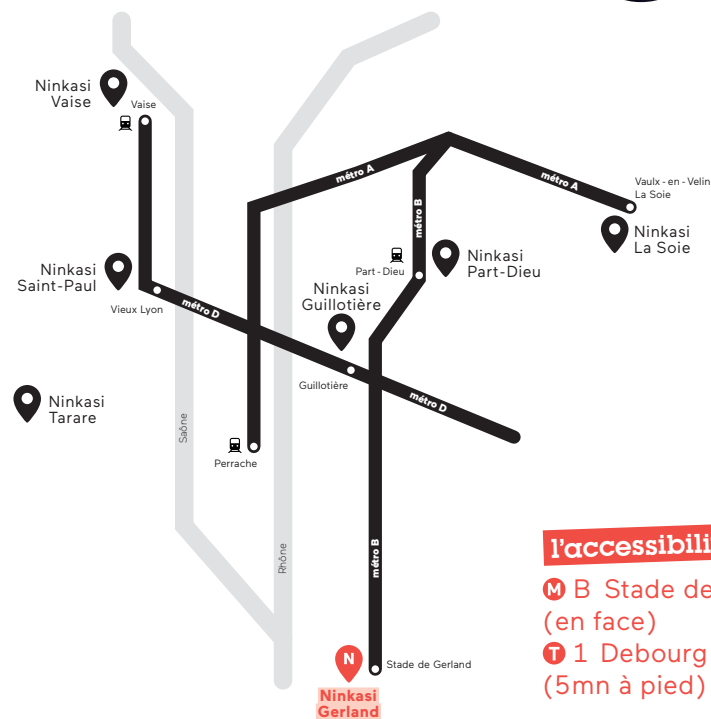 Ninkasi
Vaise
Vaise
métro A
métro A
Vaulx - en - Velin
La Soie
métro B
Ninkasi
La Soie
Ninkasi
Part-Dieu
Part - Dieu
Ninkasi
Saint-Paul
Ninkasi
Guillotière
Vieux Lyon
métro D
Guillotière
métro D
Ninkasi
Tarare
Saône
Perrache
Rhône
métro B
l'accessibili
M B Stade de
(en face)
T 1 Debourg
(5mn à pied)
N
Stade de Gerland
Ninkasi
Gerland